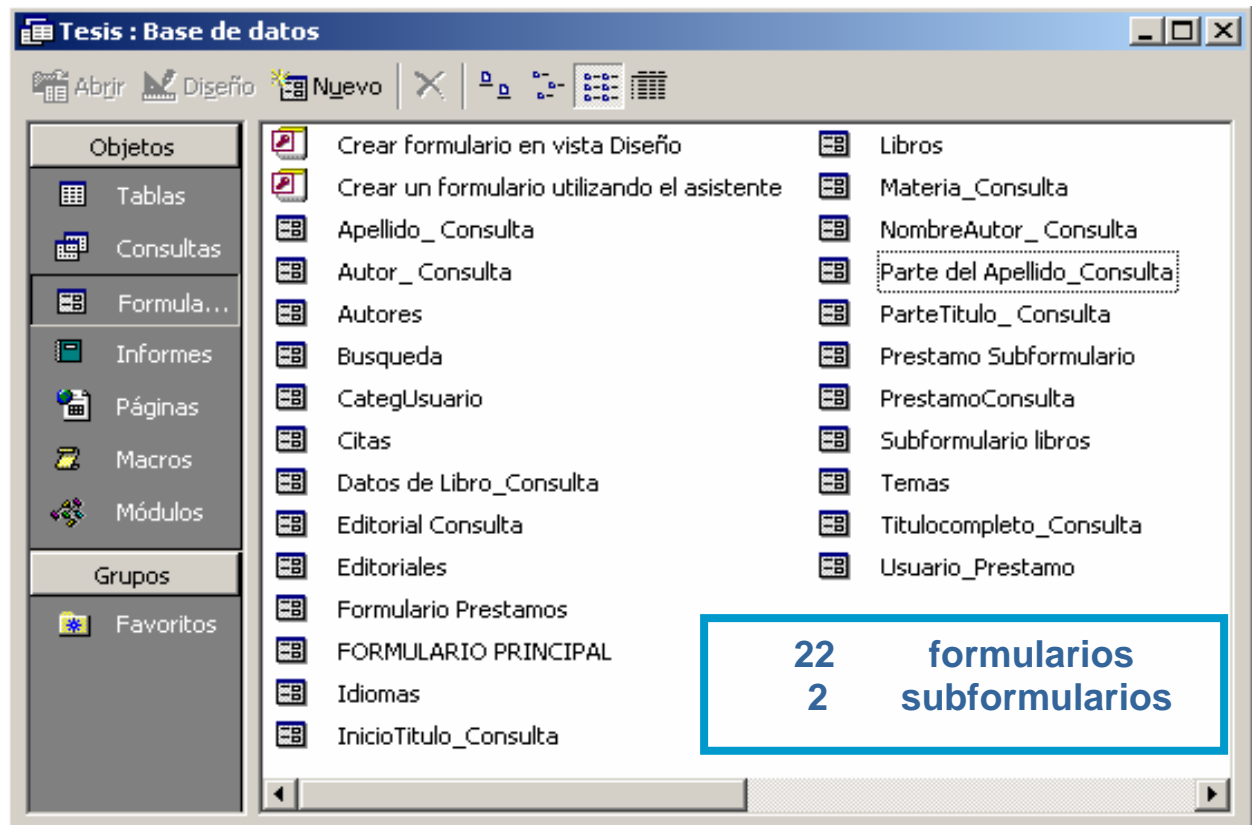 Tesis : Base de datos
Abrir Diseño Nuevo
Objetos
Tablas
Consultas
Formula...
Informes
Páginas
Macros
Módulos
Grupos
Favoritos
Crear formulario en vista Diseño
Crear un formulario utilizando el asistente
Apellido_ Consulta
Autor_ Consulta
Autores
Busqueda
CategUsuario
Citas
Datos de Libro_Consulta
Editorial Consulta
Editoriales
Formulario Prestamos
FORMULARIO PRINCIPAL
Idiomas
InicioTitulo_Consulta
Libros
Materia_Consulta
NombreAutor_ Consulta
Parte del Apellido_Consulta
ParteTitulo_ Consulta
Prestamo Subformulario
PrestamoConsulta
Subformulario libros
Temas
Titulocompleto_Consulta
Usuario_Prestamo
22 formularios
2 subformularios